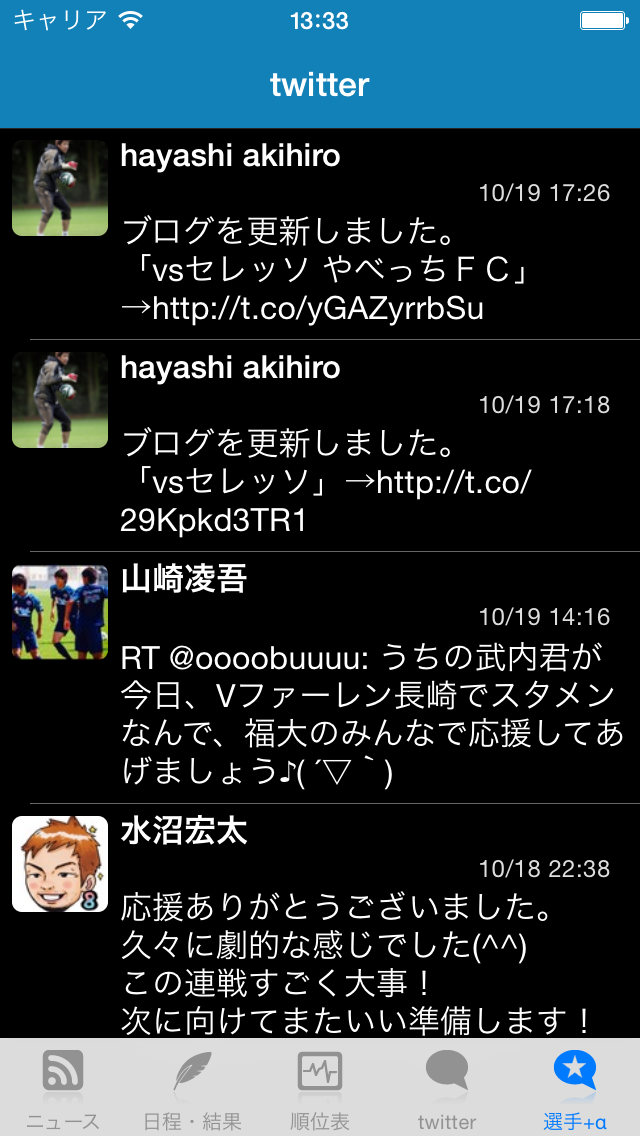 キャリア 13:33
twitter
hayashi akihiro
10/19 17:26
ブログを更新しました。
「vsセレッソ やべっちＦＣ」
→http://t.co/yGAZyrrbSu
hayashi akihiro
10/19 17:18
ブログを更新しました。
「vsセレッソ」→http://t.co/
29Kpkd3TR1
山崎凌吾
10/19 14:16
RT @oooobuuuu: うちの武内君が
今日、Vファーレン長崎でスタメン
なんで、福大のみんなで応援してあ
げましょう♪( ´▽｀)
水沼宏太
10/18 22:38
8
応援ありがとうございました。
久々に劇的な感じでした(^^)
この連戦すごく大事！
次に向けてまたいい準備します！
ニュース 日程・結果 順位表 twitter 選手+α